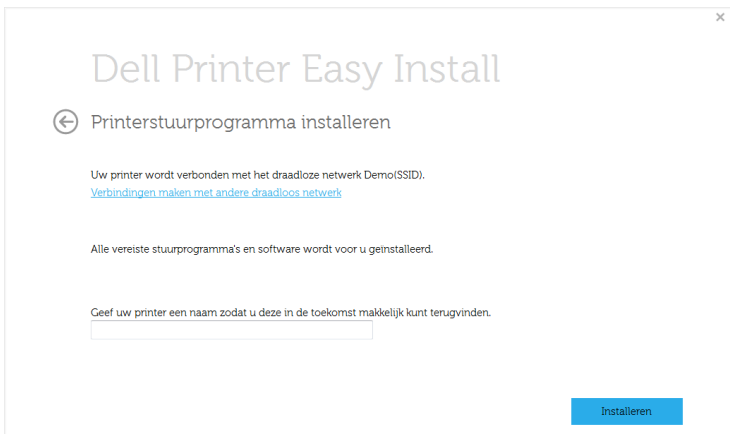 Dell Printer Easy Install
Printerstuurprogramma installeren
Uw printer wordt verbonden met het draadloze netwerk Demo(SSID).
Verbindingen maken met andere draadloos netwerk
Alle vereiste stuurprogramma's en software wordt voor u geïnstalleerd.
Geef uw printer een naam zodat u deze in de toekomst makkelijk kunt terugvinden.
Installeren